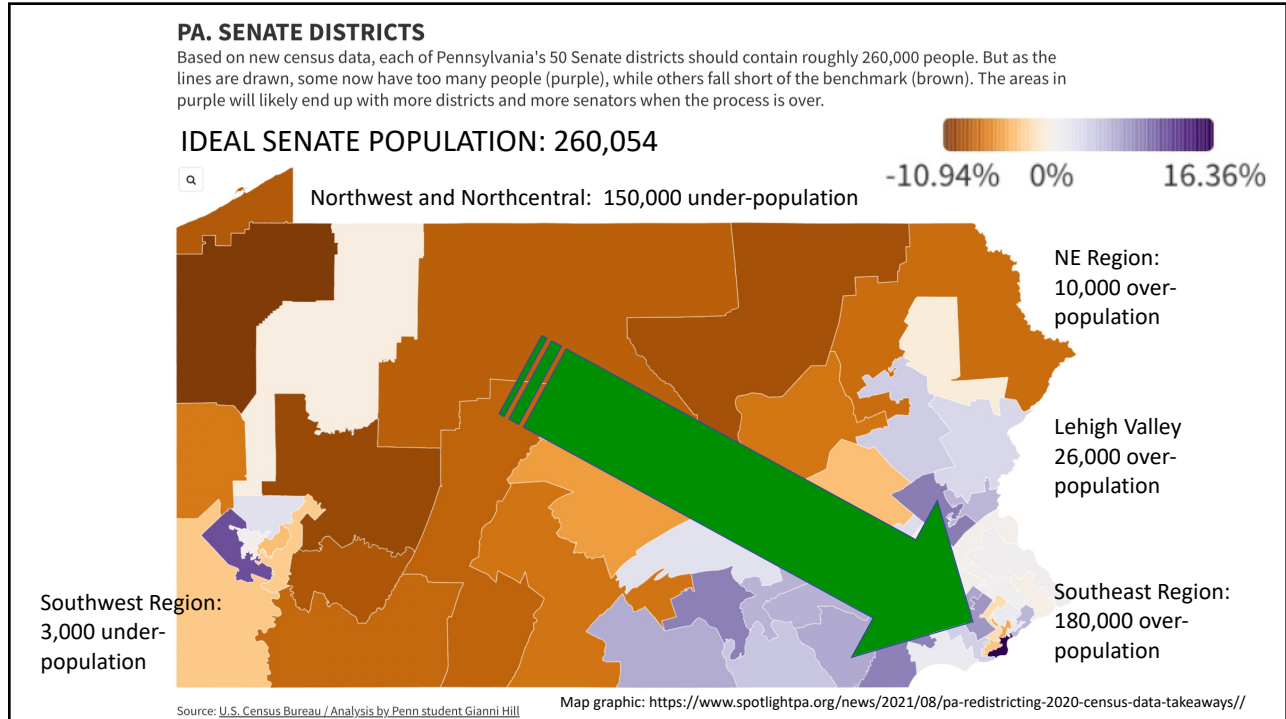 PA. SENATE DISTRICTS
Based on new census data, each of Pennsylvania's 50 Senate districts should contain roughly 260,000 people. But as the
lines are drawn, some now have too many people (purple), while others fall short of the benchmark (brown). The areas in
purple will likely end up with more districts and more senators when the process is over.
IDEAL SENATE POPULATION: 260,054
-10.94% 0% 16.36%
Northwest and Northcentral: 150,000 under-population
NE Region:
10,000 over-
population
Lehigh Valley
26,000 over-
population
Southwest Region:
3,000 under-
population
Southeast Region:
180,000 over-
population
Map graphic: https://www.spotlightpa.org/news/2021/08/pa-redistricting-2020-census-data-takeaways//
Source: U.S. Census Bureau / Analysis by Penn student Gianni Hill